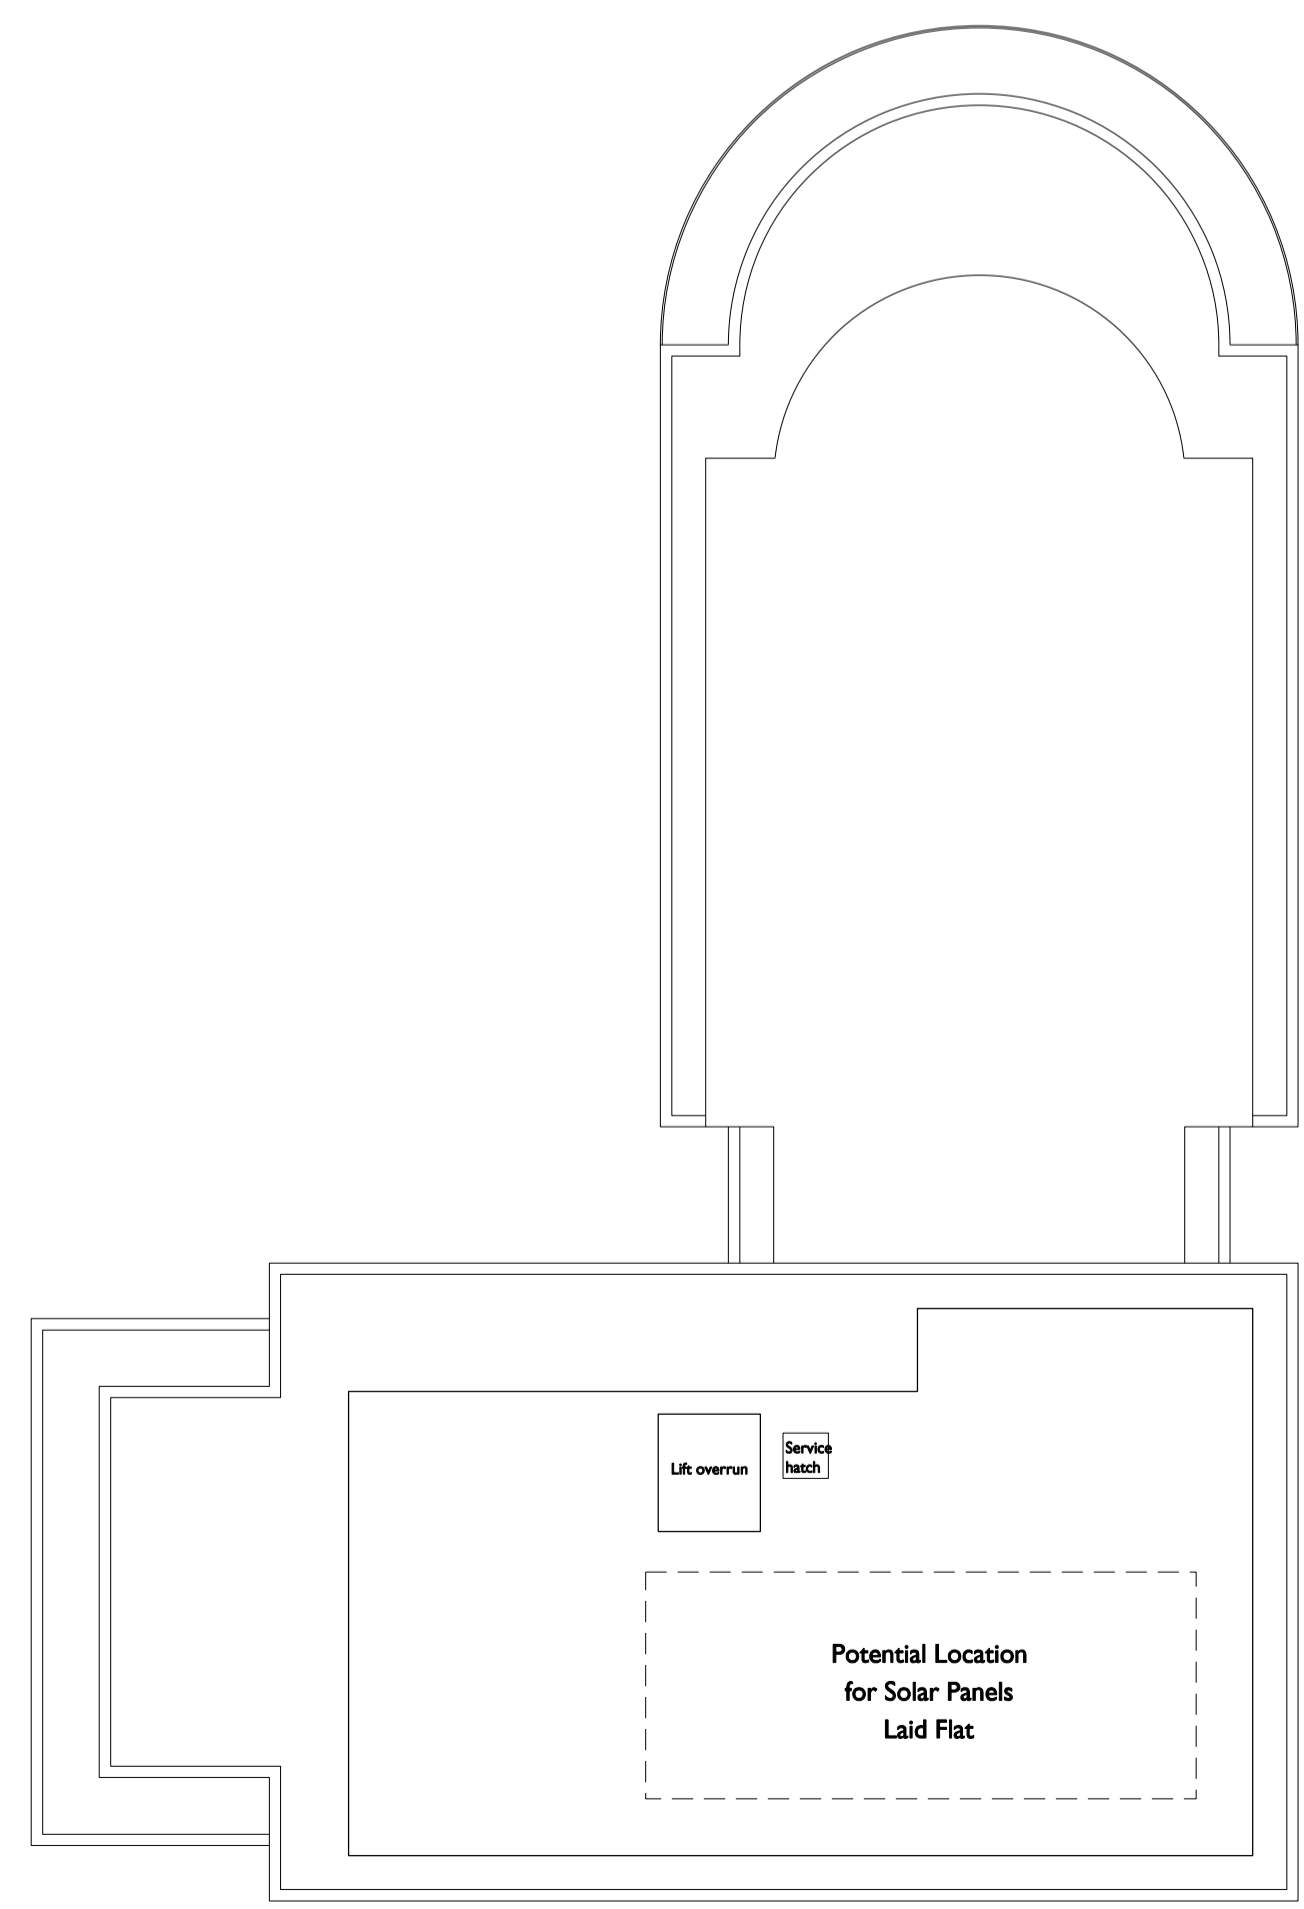 Lift overrun
Service
hatch
Potential Location
for Solar Panels
Laid Flat